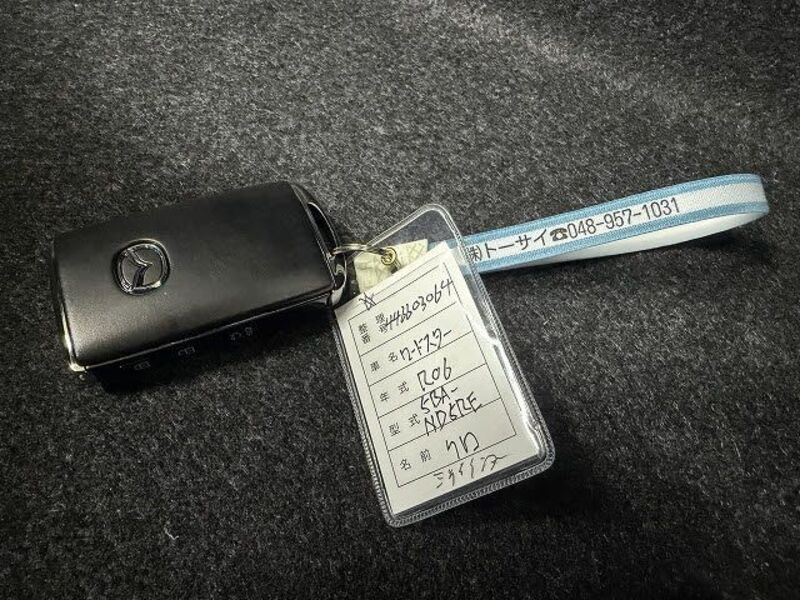 ㈱トーサイ☎048-957-1031
整理番号
車名 ロードスター
年式 R06
型式 5BA-
ND5RE
名前